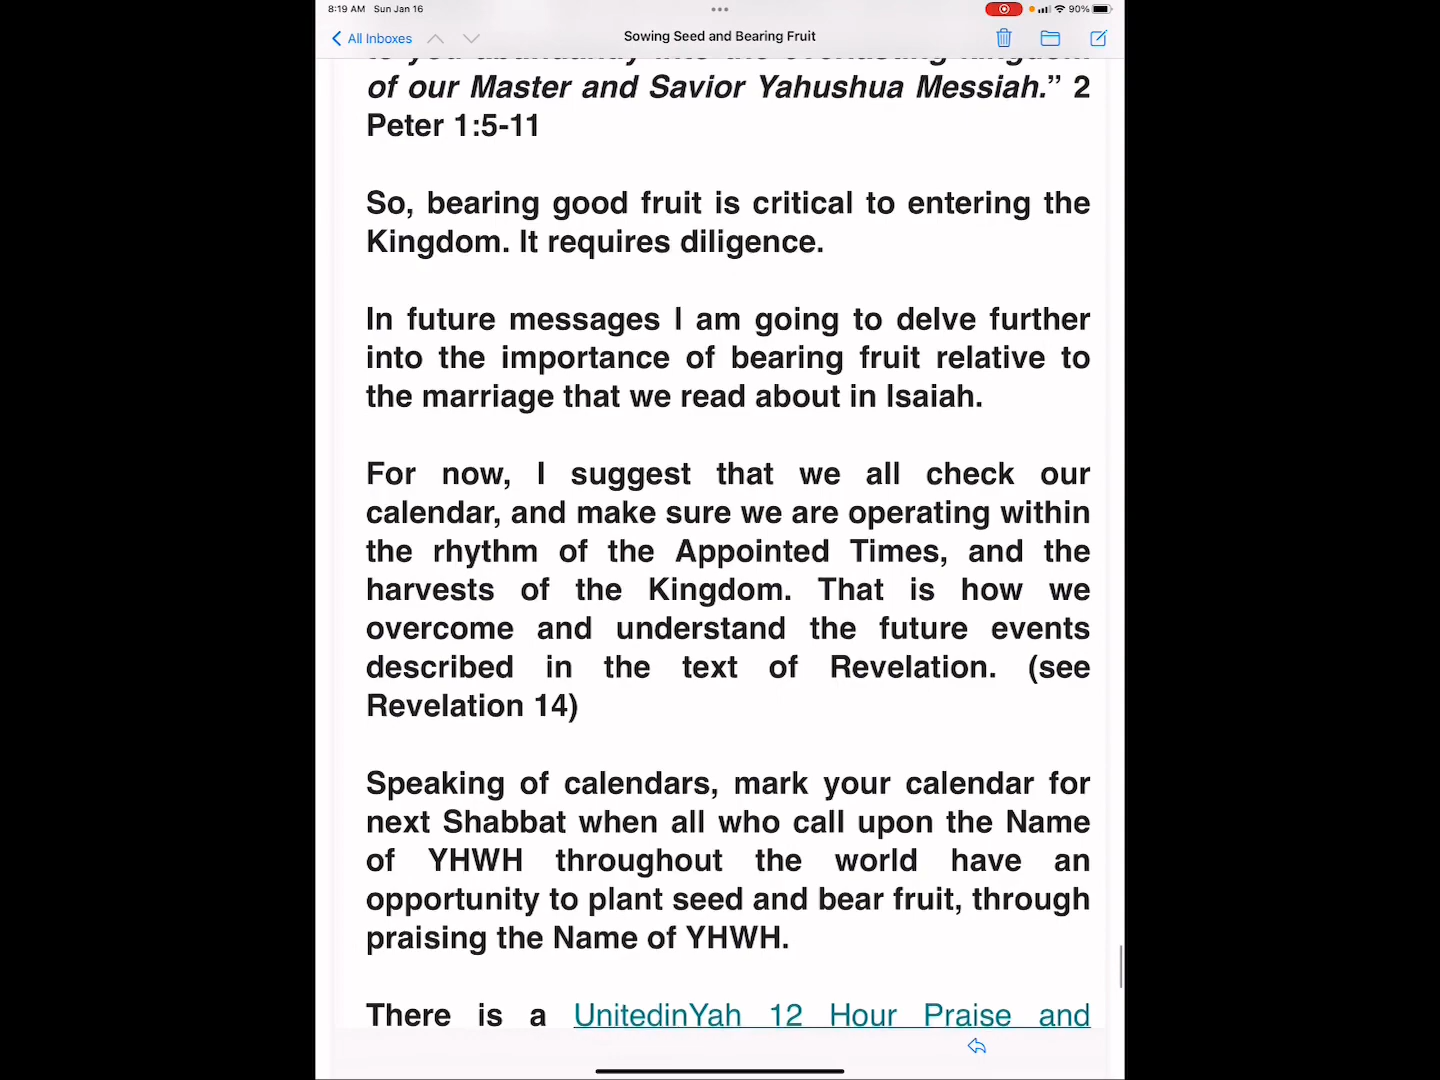 8:19 AM Sun Jan 16
90%
All Inboxes
Sowing Seed and Bearing Fruit
to you abundantly into the everlasting kingdom
of our Master and Savior Yahushua Messiah.” 2
Peter 1:5-11
So, bearing good fruit is critical to entering the
Kingdom. It requires diligence.
In future messages I am going to delve further
into the importance of bearing fruit relative to
the marriage that we read about in Isaiah.
For now, I suggest that we all check our
calendar, and make sure we are operating within
the rhythm of the Appointed Times, and the
harvests of the Kingdom. That is how we
overcome and understand the future events
described in the text of Revelation. (see
Revelation 14)
Speaking of calendars, mark your calendar for
next Shabbat when all who call upon the Name
of YHWH throughout the world have an
opportunity to plant seed and bear fruit, through
praising the Name of YHWH.
There is a UnitedinYah 12 Hour Praise and